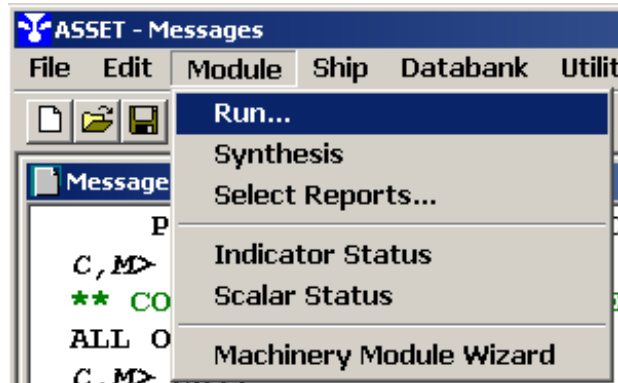 ASSET - Messages
File Edit Module Ship Databank
Run...
Synthesis
Message
Select Reports...
P
C,M>
Indicator Status
** CO
Scalar Status
ALL O
Machinery Module Wizard
C,M>